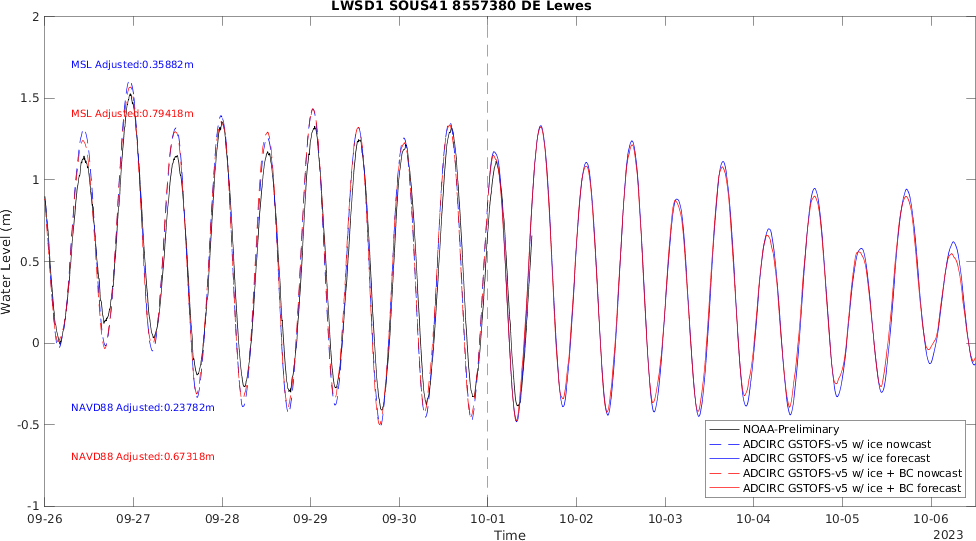 LWSD1 SOUS41 8557380 DE Lewes
2
1.5
1
0.5
0
-0.5
-1
Water Level (m)
MSL Adjusted:0.35882m
MSL Adjusted:0.79418m
NAVD88 Adjusted:0.23782m
NAVD88 Adjusted:0.67318m
NOAA-Preliminary
ADCIRC GSTOFS-v5 w/ ice nowcast
ADCIRC GSTOFS-v5 w/ ice forecast
ADCIRC GSTOFS-v5 w/ ice + BC nowcast
ADCIRC GSTOFS-v5 w/ ice + BC forecast
09-26 09-27 09-28 09-29 09-30 10-01 10-02 10-03 10-04 10-05 10-06
Time
2023